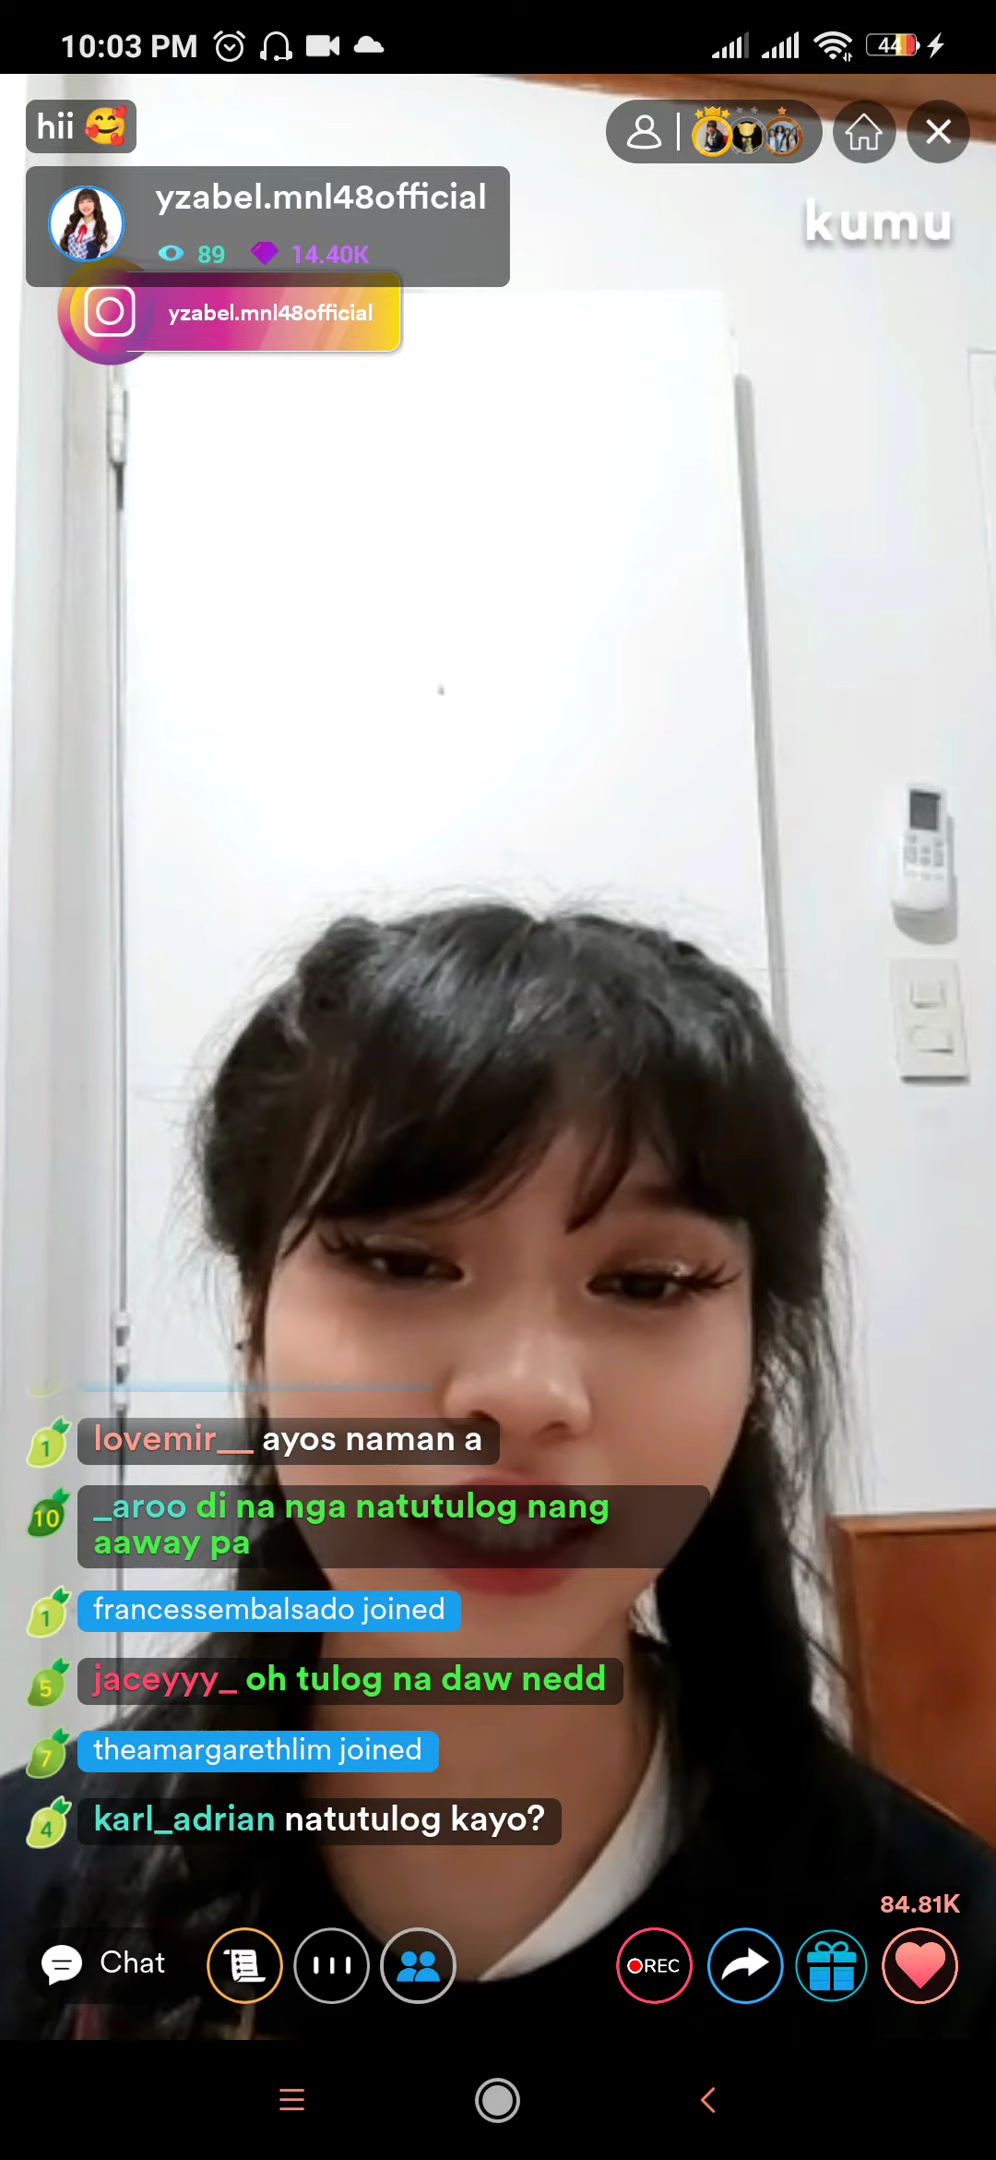 10:03 PM
44
hii 🥰
yzabel.mnl48official
89 14.40K
kumu
yzabel.mnl48official
1 lovemir__ ayos naman a
10 _aroo di na nga natutulog nang
aaway pa
1 francessembalsado joined
5 jaceyyy_ oh tulog na daw nedd
7 theamargarethlim joined
4 karl_adrian natutulog kayo?
84.81K
Chat
REC